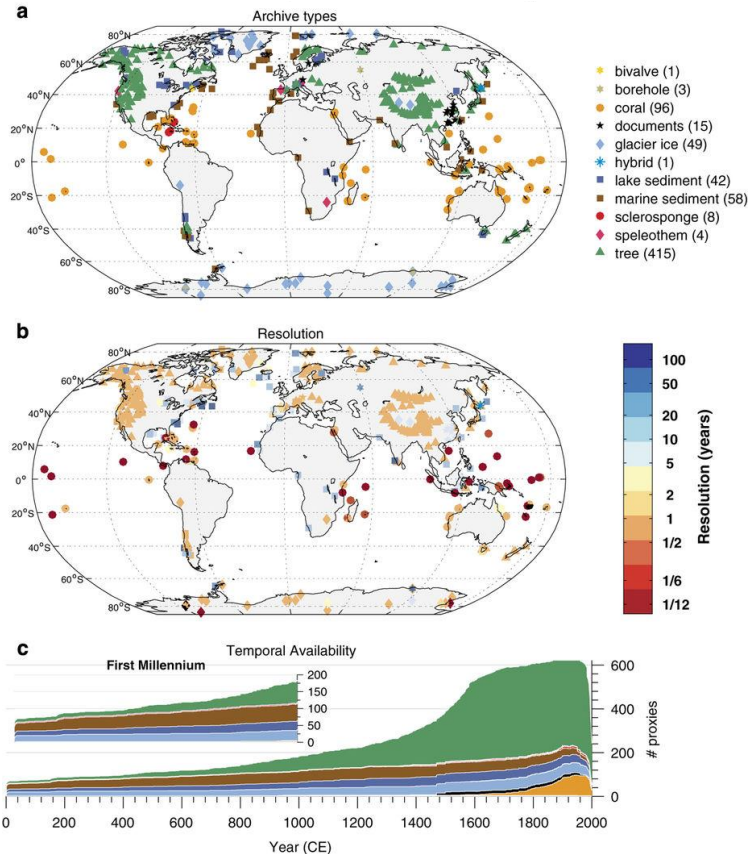 a
Archive types
80°N
60°N
40°N
20°N
0°
20°S
40°S
60°S
80°S
bivalve (1)
borehole (3)
coral (96)
documents (15)
glacier ice (49)
hybrid (1)
lake sediment (42)
marine sediment (58)
sclerosponge (8)
speleothem (4)
tree (415)
b
Resolution
80°N
60°N
40°N
20°N
0°
20°S
40°S
60°S
80°S
100
50
20
10
5
2
1
1/2
1/6
1/12
Resolution (years)
c
Temporal Availability
First Millennium
200
150
100
50
0
600
400
200
0
# proxies
0 200 400 600 800 1000 1200 1400 1600 1800 2000
Year (CE)